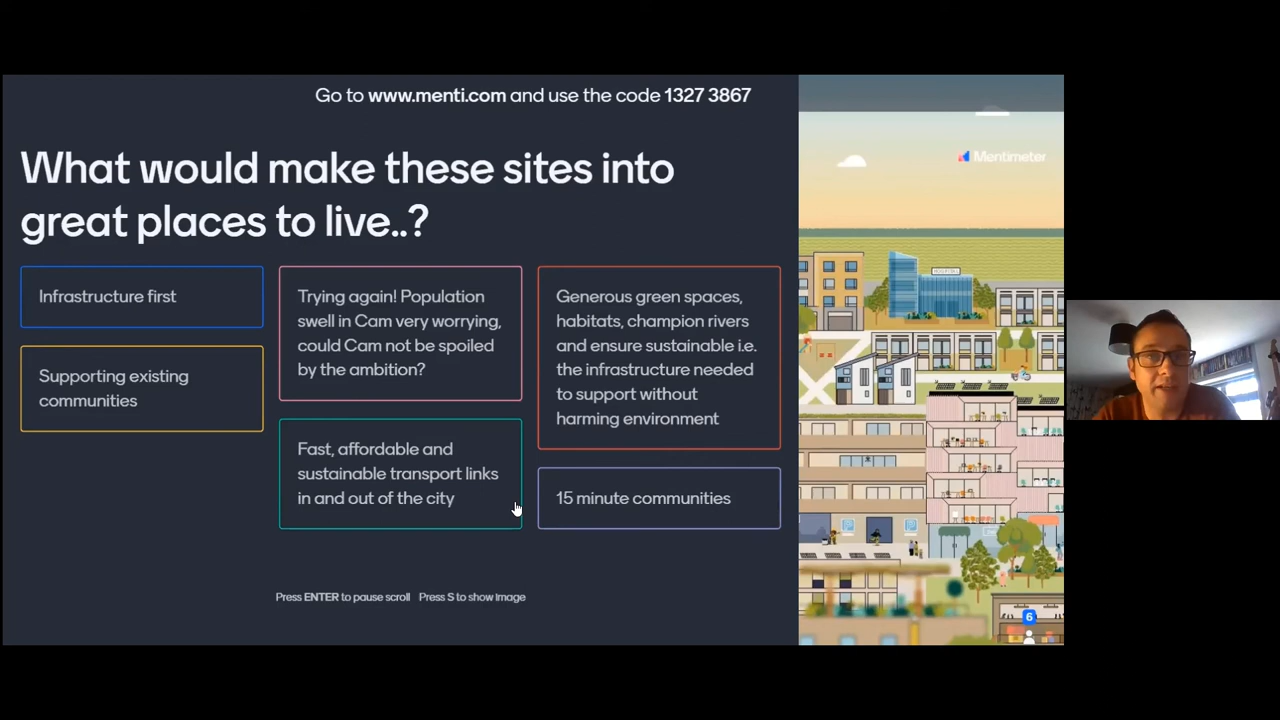 Go to www.menti.com and use the code 1327 3867
Mentimeter
What would make these sites into
great places to live..?
Infrastructure first
Supporting existing
communities
Trying again! Population
swell in Cam very worrying,
could Cam not be spoiled
by the ambition?
Fast, affordable and
sustainable transport links
in and out of the city
Generous green spaces,
habitats, champion rivers
and ensure sustainable i.e.
the infrastructure needed
to support without
harming environment
15 minute communities
HOSPITAL
Press ENTER to pause scroll Press S to show image
6